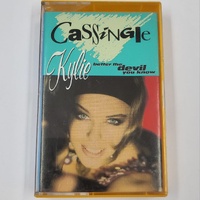 CASSINGLE
Kylie
better the
devil
you know